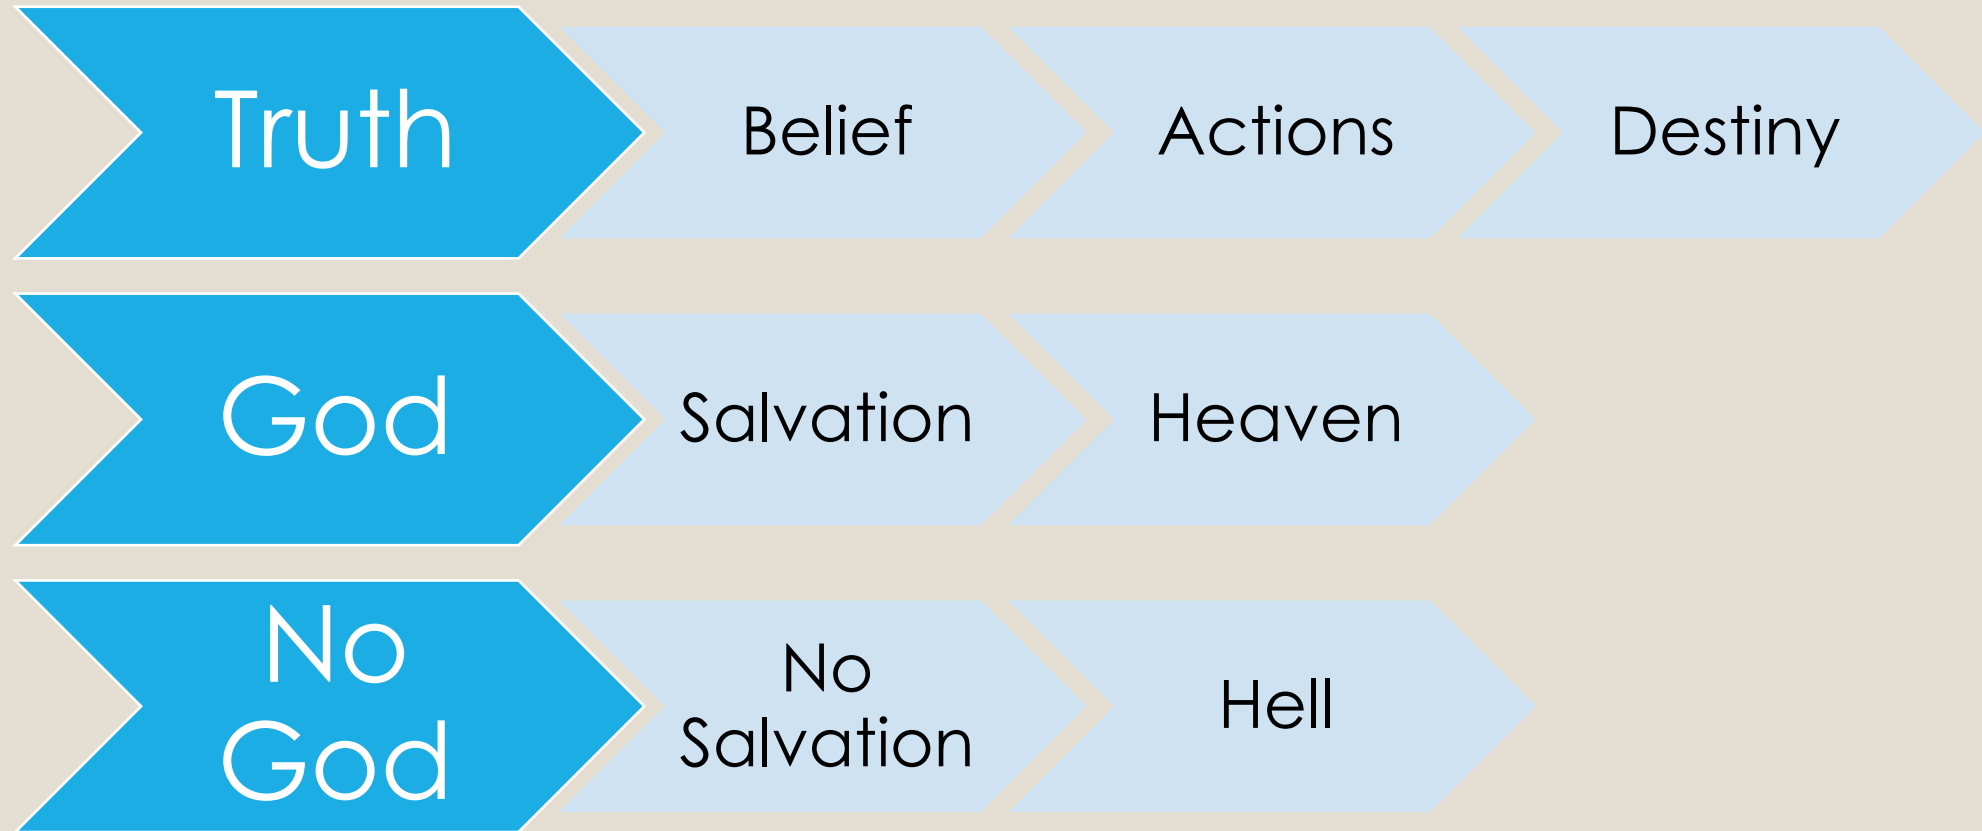 Truth
Belief
Actions
Destiny
God
Salvation
Heaven
No
God
No
Salvation
Hell